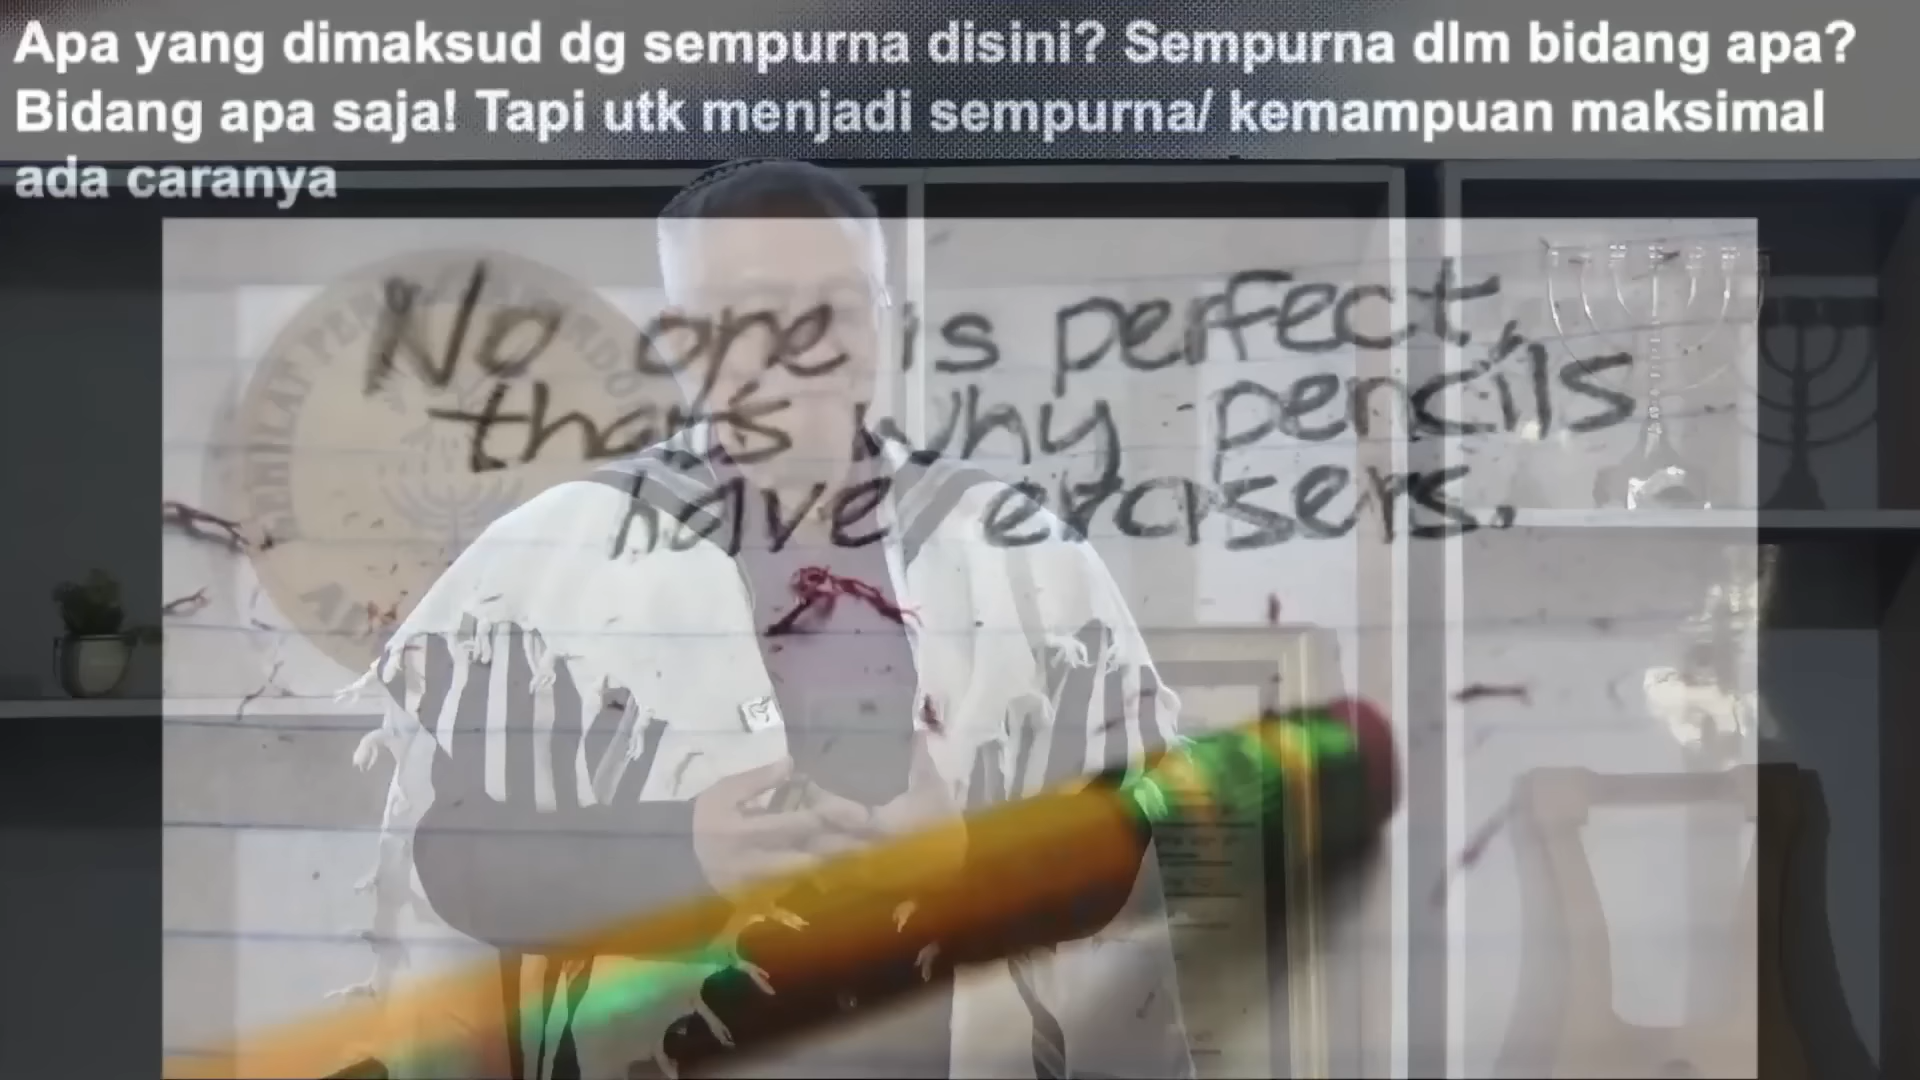 Apa yang dimaksud dg sempurna disini? Sempurna dlm bidang apa?
Bidang apa saja! Tapi utk menjadi sempurna/ kemampuan maksimal
ada caranya
No one is perfect,
that's why pencils
have erasers.